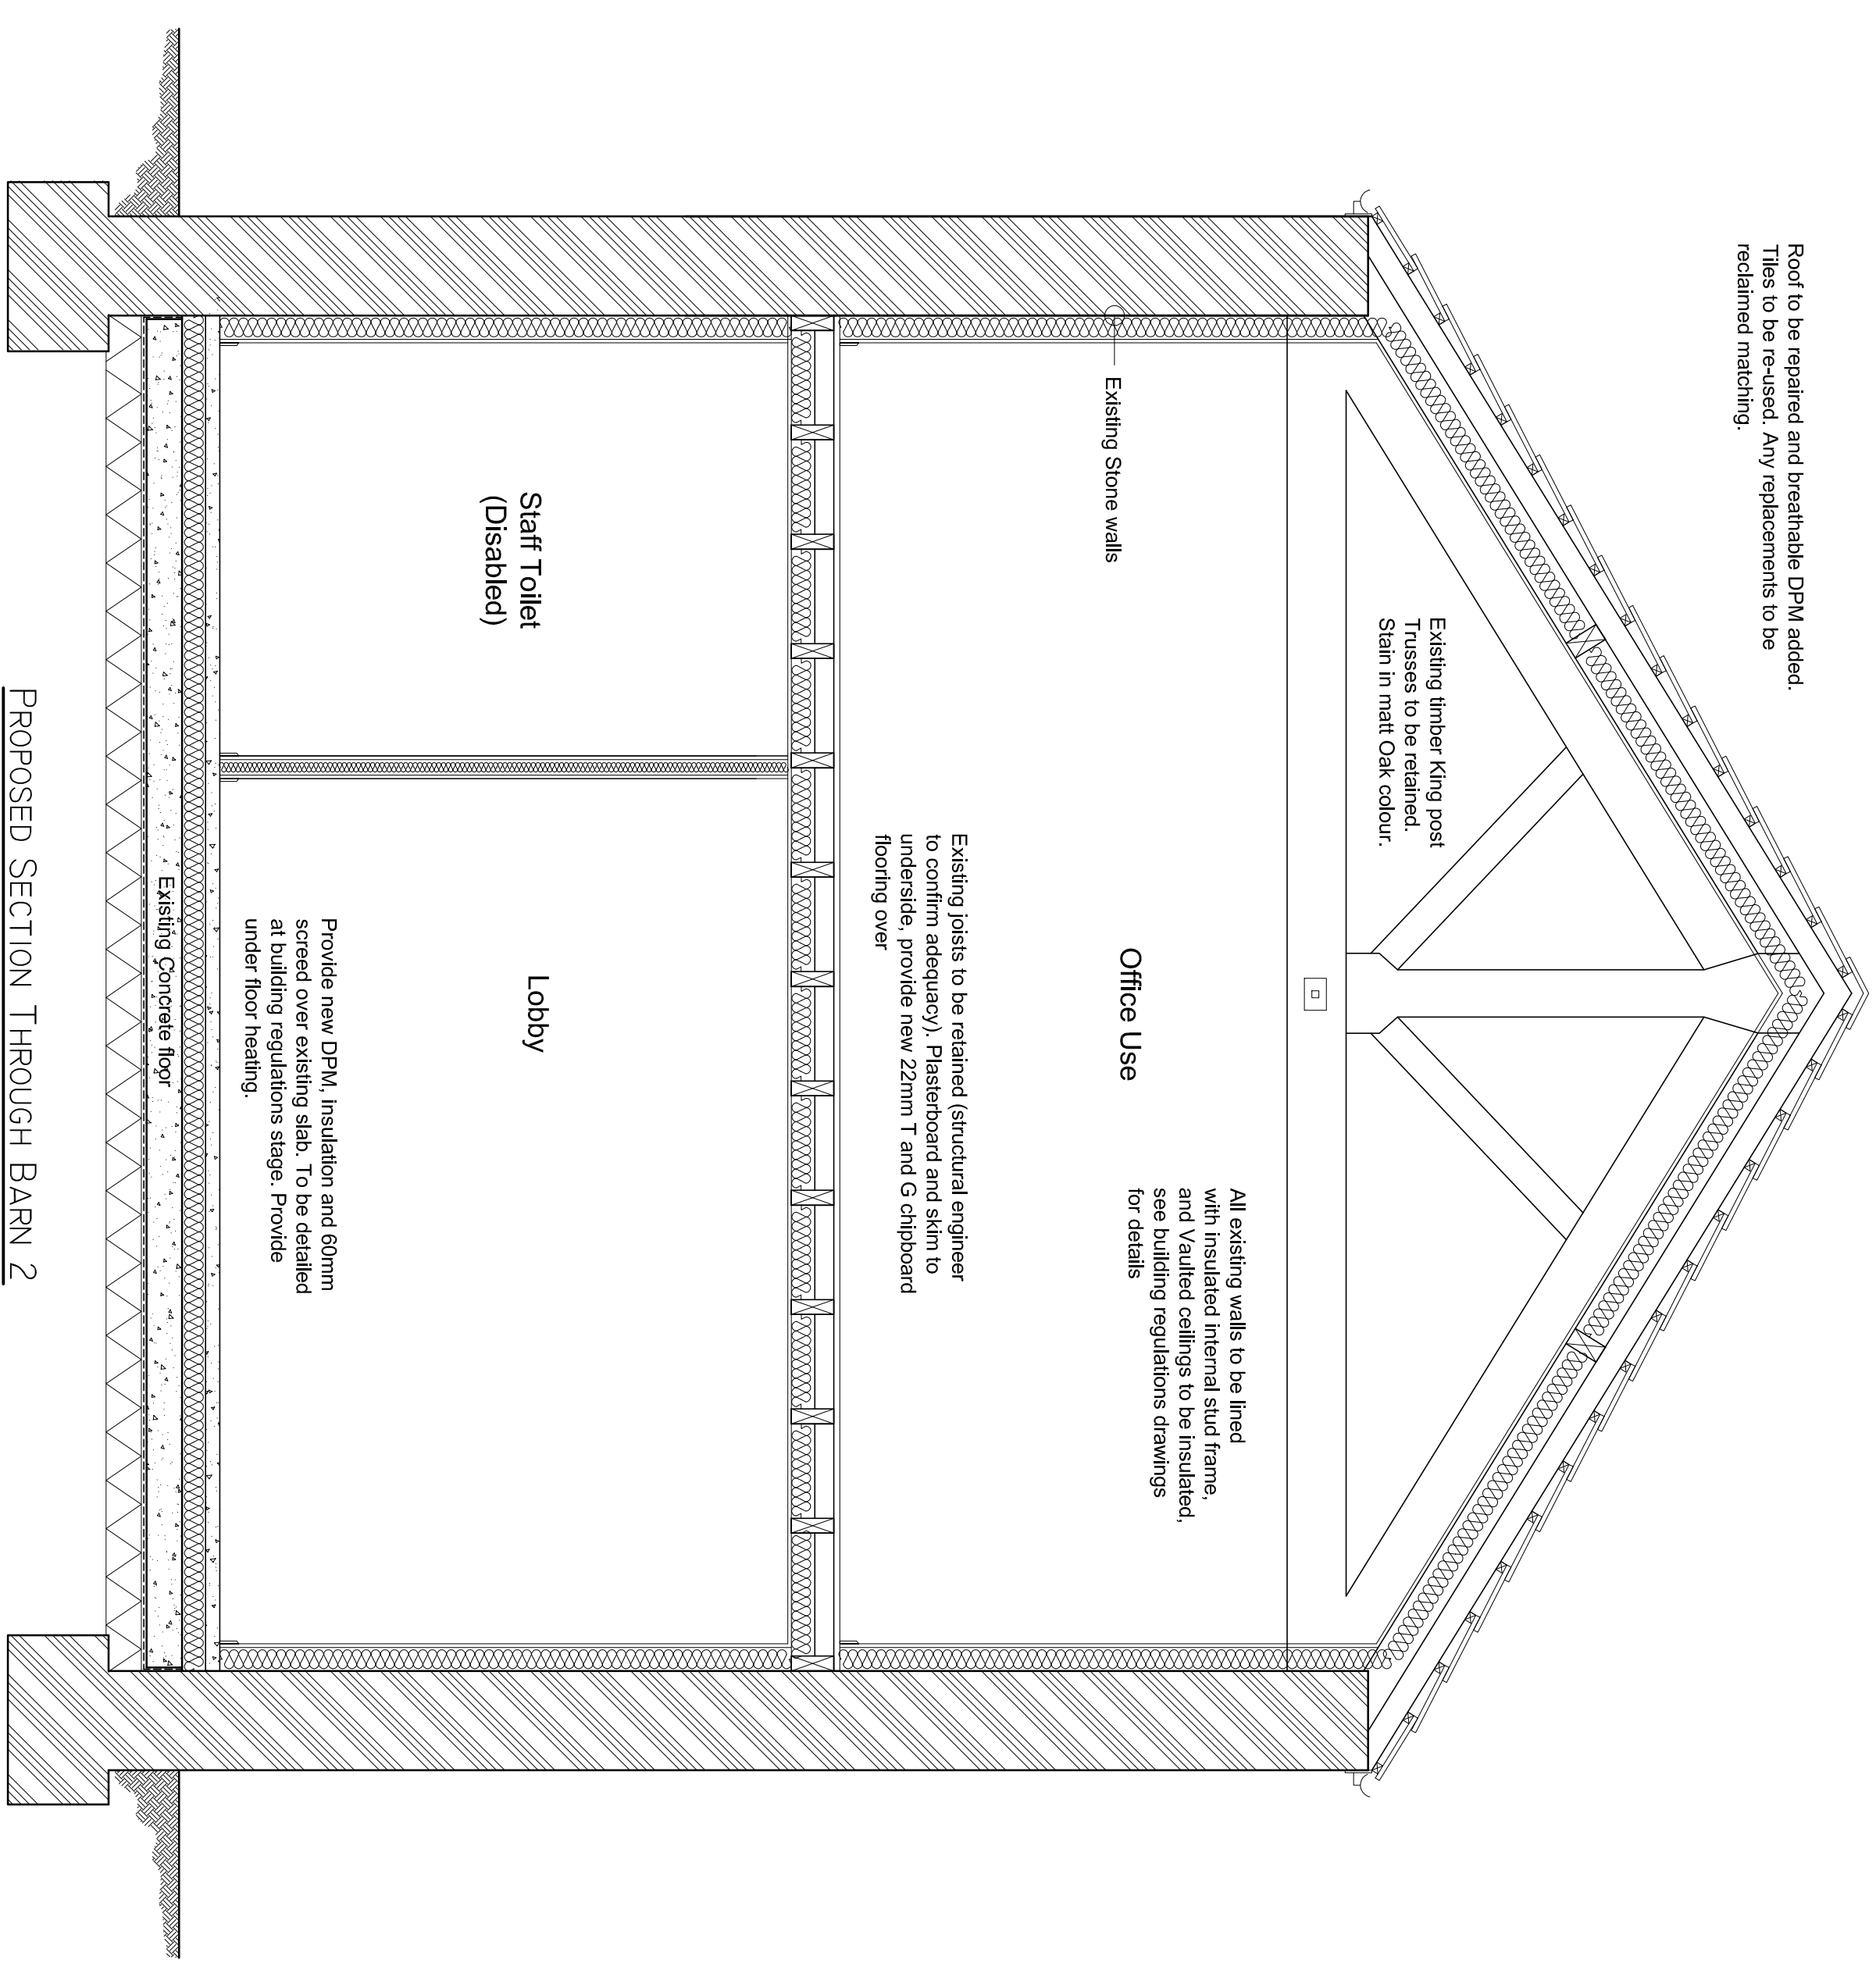 Roof to be repaired and breathable DPM added.
Tiles to be re-used. Any replacements to be
reclaimed matching.
Existing timber King post
Trusses to be retained.
Stain in matt Oak colour.
All existing walls to be lined
with insulated internal stud frame,
and Vaulted ceilings to be insulated,
see building regulations drawings
for details
Office Use
Existing Stone walls
Existing joists to be retained (structural engineer
to confirm adequacy). Plasterboard and skim to
underside, provide new 22mm T and G chipboard
flooring over
Staff Toilet
(Disabled)
Lobby
Provide new DPM, insulation and 60mm
screed over existing slab. To be detailed
at building regulations stage. Provide
under floor heating.
Existing Concrete floor
PROPOSED SECTION THROUGH BARN 2